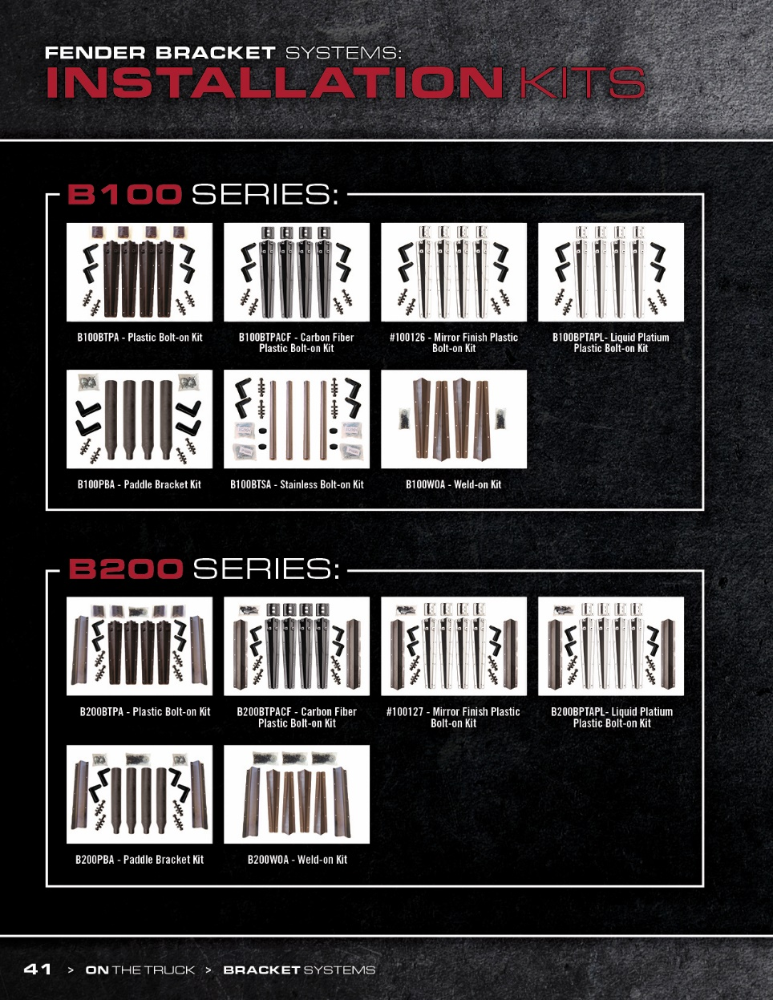 FENDER BRACKET SYSTEMS:
INSTALLATION KITS
B100 SERIES:
B100BTPA - Plastic Bolt-on Kit
B100BTPACF - Carbon Fiber
Plastic Bolt-on Kit
#100126 - Mirror Finish Plastic
Bolt-on Kit
B100BPTAPL- Liquid Platium
Plastic Bolt-on Kit
B100PBA - Paddle Bracket Kit
B100BTSA - Stainless Bolt-on Kit
B100WOA - Weld-on Kit
B200 SERIES:
B200BTPA - Plastic Bolt-on Kit
B200BTPACF - Carbon Fiber
Plastic Bolt-on Kit
#100127 - Mirror Finish Plastic
Bolt-on Kit
B200BPTAPL- Liquid Platium
Plastic Bolt-on Kit
B200PBA - Paddle Bracket Kit
B200WOA - Weld-on Kit
41 > ON THE TRUCK > BRACKET SYSTEMS